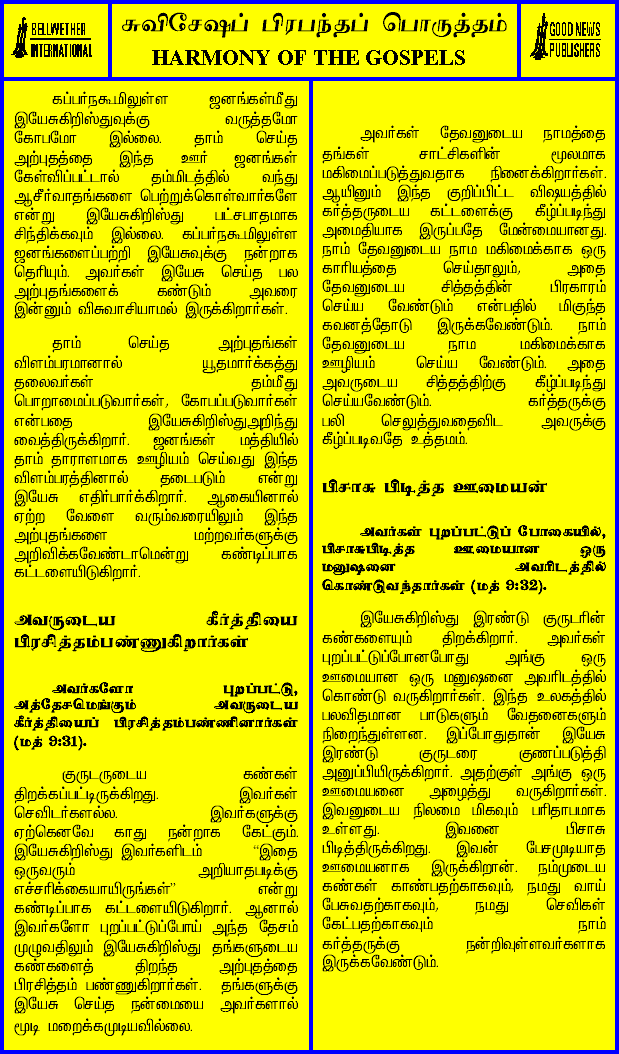 BELLWETHER
INTERNATIONAL
சுவிசேஷப் பிரபந்தப் பொருத்தம்
HARMONY OF THE GOSPELS
GOOD NEWS
PUBLISHERS
கப்பர்நகூமிலுள்ள ஜனங்கள்மீது
இயேசுகிறிஸ்துவுக்கு வருத்தமோ
கோபமோ இல்லை. தாம் செய்த
அற்புதத்தை இந்த ஊர் ஜனங்கள்
கேள்விப்பட்டால் தம்மிடத்தில் வந்து
ஆசீர்வாதங்களை பெற்றுக்கொள்வார்களே
என்று இயேசுகிறிஸ்து பட்சபாதமாக
சிந்திக்கவும் இல்லை. கப்பர்நகூமிலுள்ள
ஜனங்களைப்பற்றி இயேசுவுக்கு நன்றாக
தெரியும். அவர்கள் இயேசு செய்த பல
அற்புதங்களைக் கண்டும் அவரை
இன்னும் விசுவாசியாமல் இருக்கிறார்கள்.
தாம் செய்த அற்புதங்கள்
விளம்பரமானால் யூதமார்க்கத்து
தலைவர்கள் தம்மீது
பொறாமைப்படுவார்கள், கோபப்படுவார்கள்
என்பதை இயேசுகிறிஸ்துஅறிந்து
வைத்திருக்கிறார். ஜனங்கள் மத்தியில்
தாம் தாராளமாக ஊழியம் செய்வது இந்த
விளம்பரத்தினால் தடைபடும் என்று
இயேசு எதிர்பார்க்கிறார். ஆகையினால்
ஏற்ற வேளை வரும்வரையிலும் இந்த
அற்புதங்களை மற்றவர்களுக்கு
அறிவிக்கவேண்டாமென்று கண்டிப்பாக
கட்டளையிடுகிறார்.
அவருடைய கீர்த்தியை
பிரசித்தம்பண்ணுகிறார்கள்
அவர்களோ புறப்பட்டு,
அத்தேசமெங்கும் அவருடைய
கீர்த்தியைப் பிரசித்தம்பண்ணினார்கள்
(மத் 9:31).
குருடருடைய கண்கள்
திறக்கப்பட்டிருக்கிறது. இவர்கள்
செவிடர்களல்ல. இவர்களுக்கு
ஏற்கெனவே காது நன்றாக கேட்கும்.
இயேசுகிறிஸ்து இவர்களிடம் “இதை
ஒருவரும் அறியாதபடிக்கு
எச்சரிக்கையாயிருங்கள்” என்று
கண்டிப்பாக கட்டளையிடுகிறார். ஆனால்
இவர்களோ புறப்பட்டுப்போய் அந்த தேசம்
முழுவதிலும் இயேசுகிறிஸ்து தங்களுடைய
கண்களைத் திறந்த அற்புதத்தை
பிரசித்தம் பண்ணுகிறார்கள். தங்களுக்கு
இயேசு செய்த நன்மையை அவர்களால்
மூடி மறைக்கமுடியவில்லை.
அவர்கள் தேவனுடைய நாமத்தை
தங்கள் சாட்சிகளின் மூலமாக
மகிமைப்படுத்துவதாக நினைக்கிறார்கள்.
ஆயினும் இந்த குறிப்பிட்ட விஷயத்தில்
கர்த்தருடைய கட்டளைக்கு கீழ்ப்படிந்து
அமைதியாக இருப்பதே மேன்மையானது.
நாம் தேவனுடைய நாம மகிமைக்காக ஒரு
காரியத்தை செய்தாலும், அதை
தேவனுடைய சித்தத்தின் பிரகாரம்
செய்ய வேண்டும் என்பதில் மிகுந்த
கவனத்தோடு இருக்கவேண்டும். நாம்
தேவனுடைய நாம மகிமைக்காக
ஊழியம் செய்ய வேண்டும். அதை
அவருடைய சித்தத்திற்கு கீழ்ப்படிந்து
செய்யவேண்டும். கர்த்தருக்கு
பலி செலுத்துவதைவிட அவருக்கு
கீழ்ப்படிவதே உத்தமம்.
பிசாசு பிடித்த ஊமையன்
அவர்கள் புறப்பட்டுப் போகையில்,
பிசாசுபிடித்த ஊமையான ஒரு
மனுஷனை அவரிடத்தில்
கொண்டுவந்தார்கள் (மத் 9:32).
இயேசுகிறிஸ்து இரண்டு குருடரின்
கண்களையும் திறக்கிறார். அவர்கள்
புறப்பட்டுப்போனபோது அங்கு ஒரு
ஊமையான ஒரு மனுஷனை அவரிடத்தில்
கொண்டு வருகிறார்கள். இந்த உலகத்தில்
பலவிதமான பாடுகளும் வேதனைகளும்
நிறைந்துள்ளன. இப்போதுதான் இயேசு
இரண்டு குருடரை குணப்படுத்தி
அனுப்பியிருக்கிறார். அதற்குள் அங்கு ஒரு
ஊமையனை அழைத்து வருகிறார்கள்.
இவனுடைய நிலமை மிகவும் பரிதாபமாக
உள்ளது. இவனை பிசாசு
பிடித்திருக்கிறது. இவன் பேசமுடியாத
ஊமையனாக இருக்கிறான். நம்முடைய
கண்கள் காண்பதற்காகவும், நமது வாய்
பேசுவதற்காகவும், நமது செவிகள்
கேட்பதற்காகவும் நாம்
கர்த்தருக்கு நன்றியுள்ளவர்களாக
இருக்கவேண்டும்.